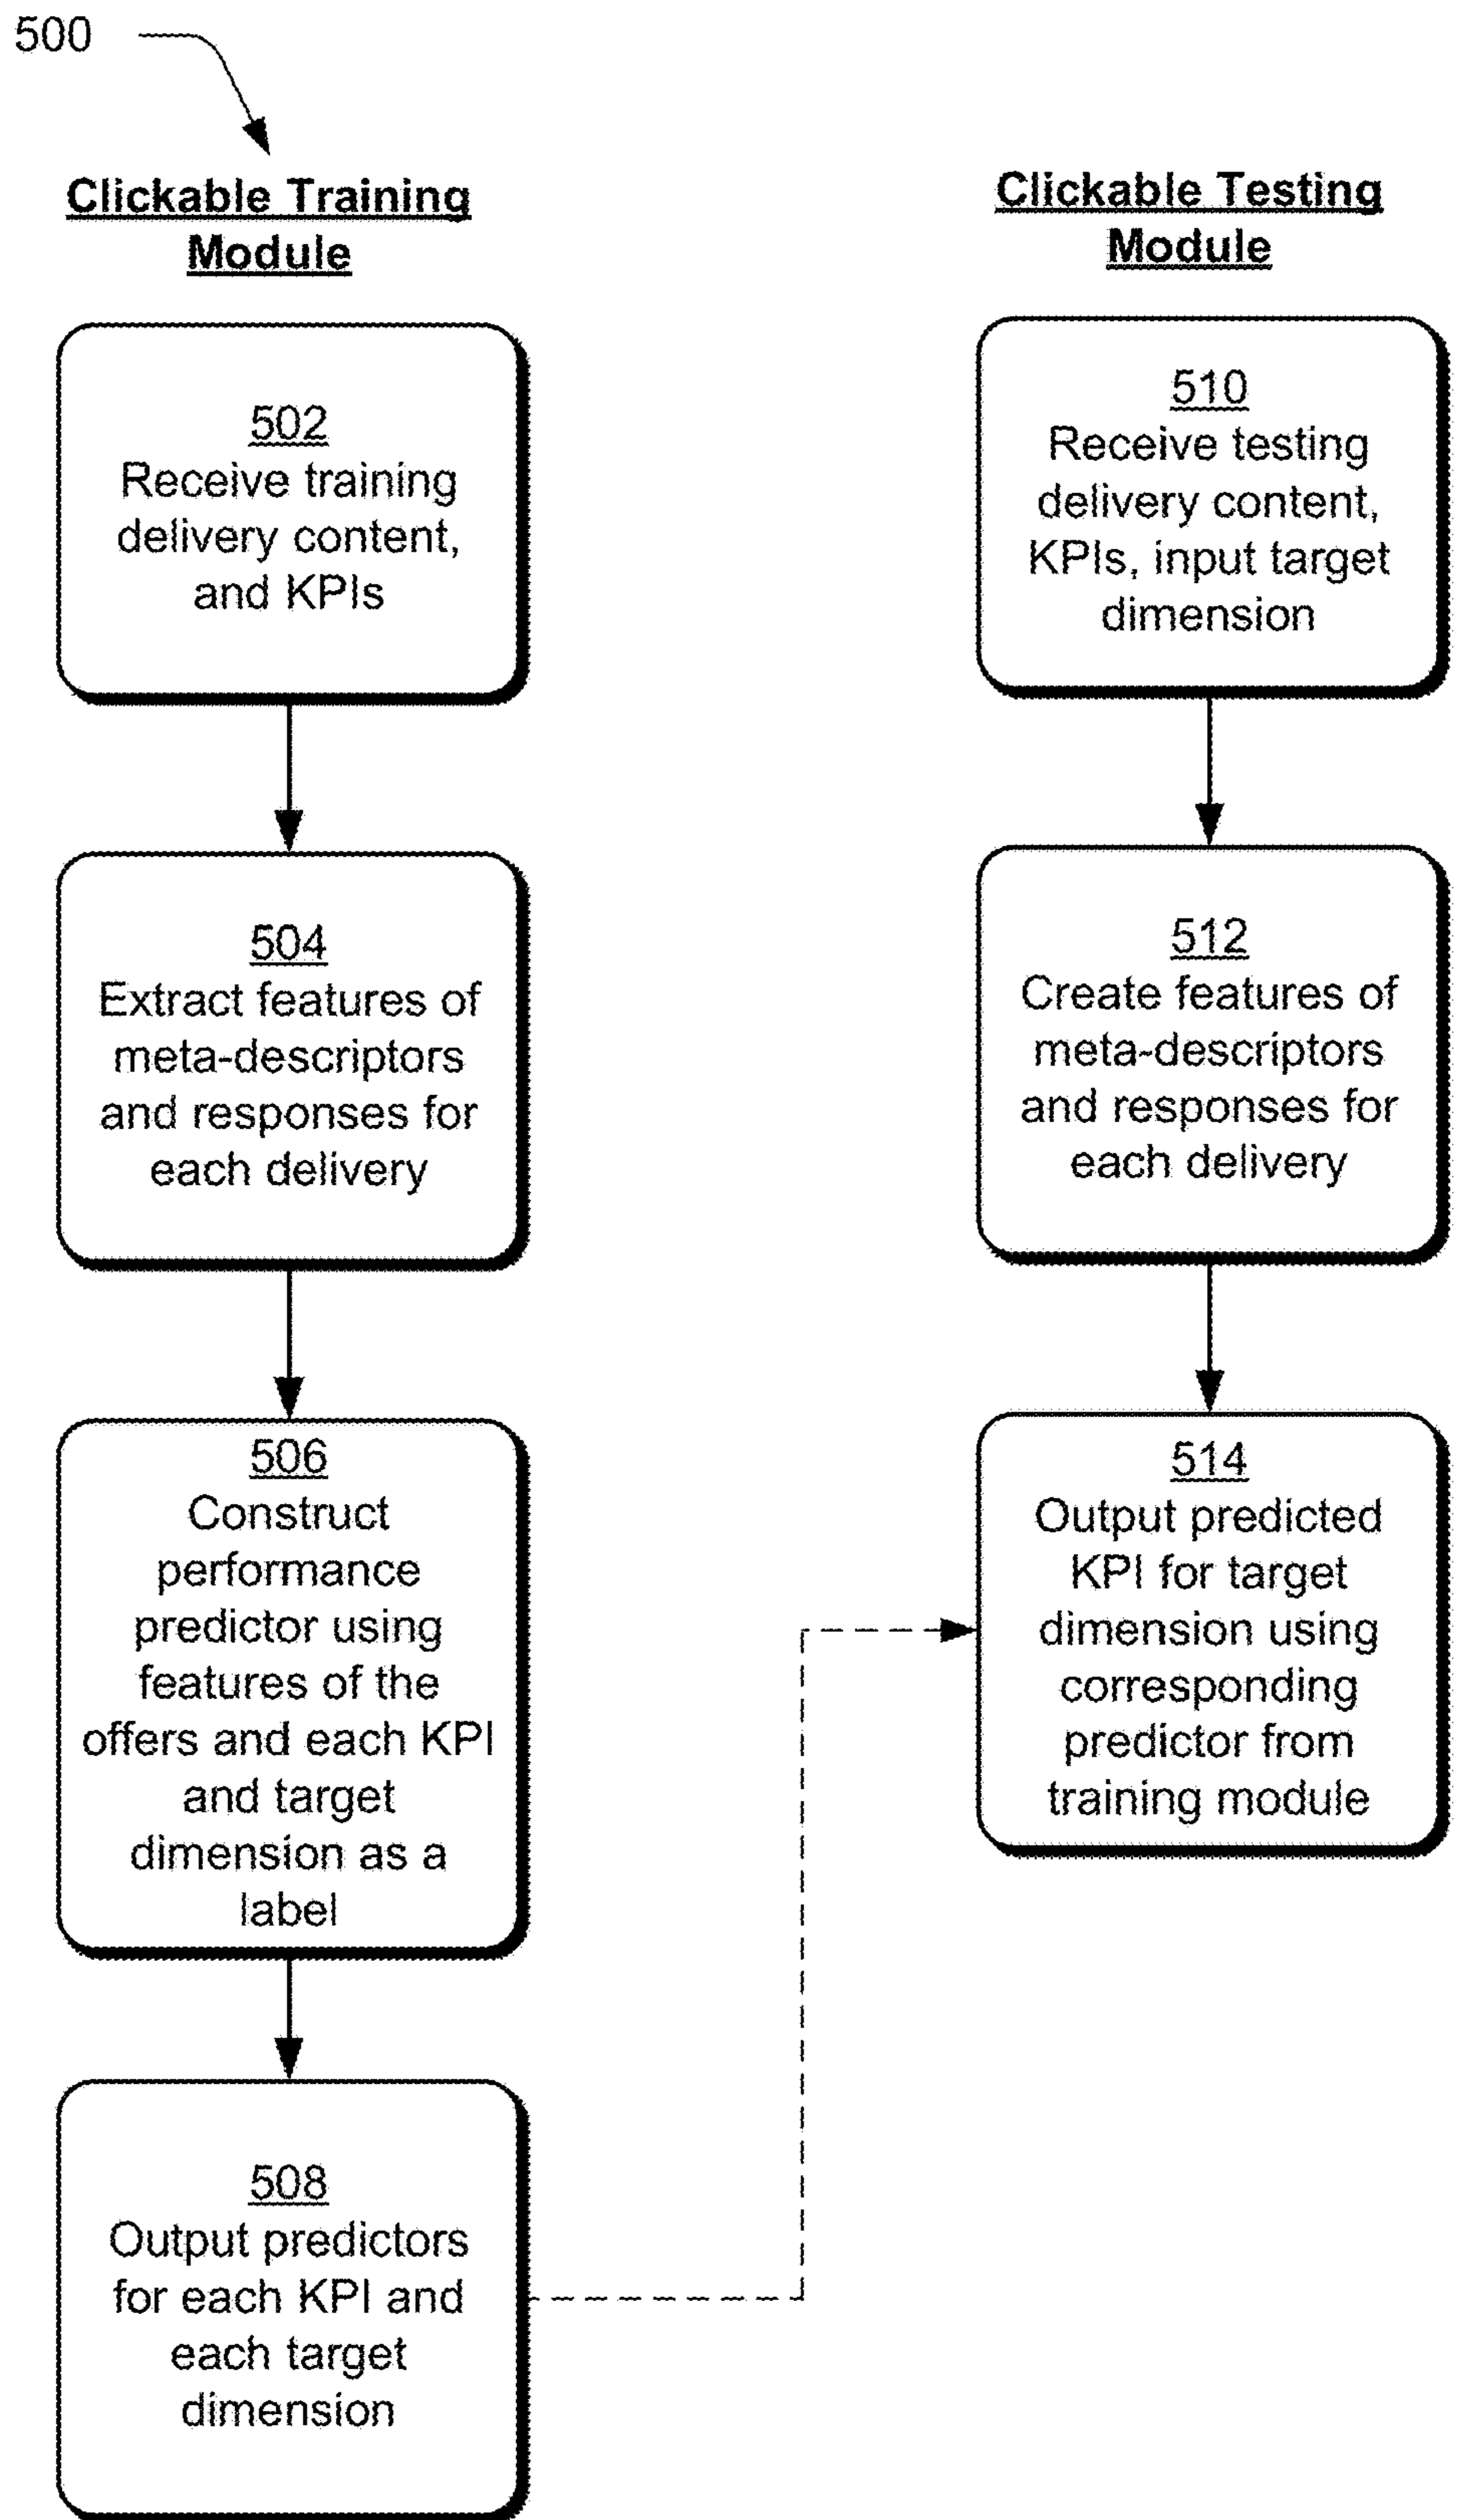 500
Clickable Training
Module
502
Receive training
delivery content,
and KPIs
504
Extract features of
meta-descriptors
and responses for
each delivery
506
Construct
performance
predictor using
features of the
offers and each KPI
and target
dimension as a
label
508
Output predictors
for each KPI and
each target
dimension
Clickable Testing
Module
510
Receive testing
delivery content,
KPIs, input target
dimension
512
Create features of
meta-descriptors
and responses for
each delivery
514
Output predicted
KPI for target
dimension using
corresponding
predictor from
training module